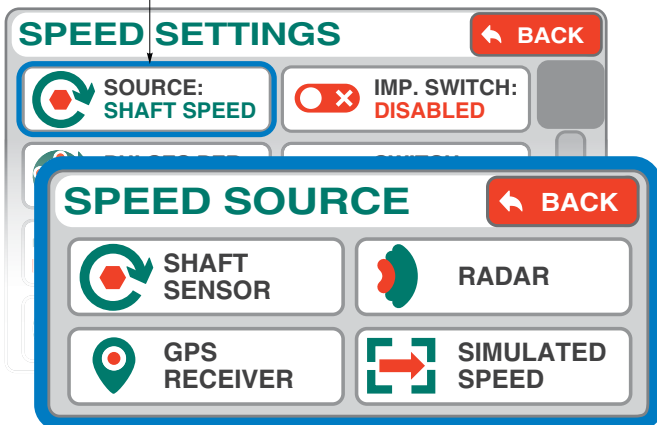 SPEED SETTINGS
BACK
SOURCE:
SHAFT SPEED
IMP. SWITCH:
DISABLED
SPEED SOURCE
BACK
SHAFT
SENSOR
RADAR
GPS
RECEIVER
SIMULATED
SPEED